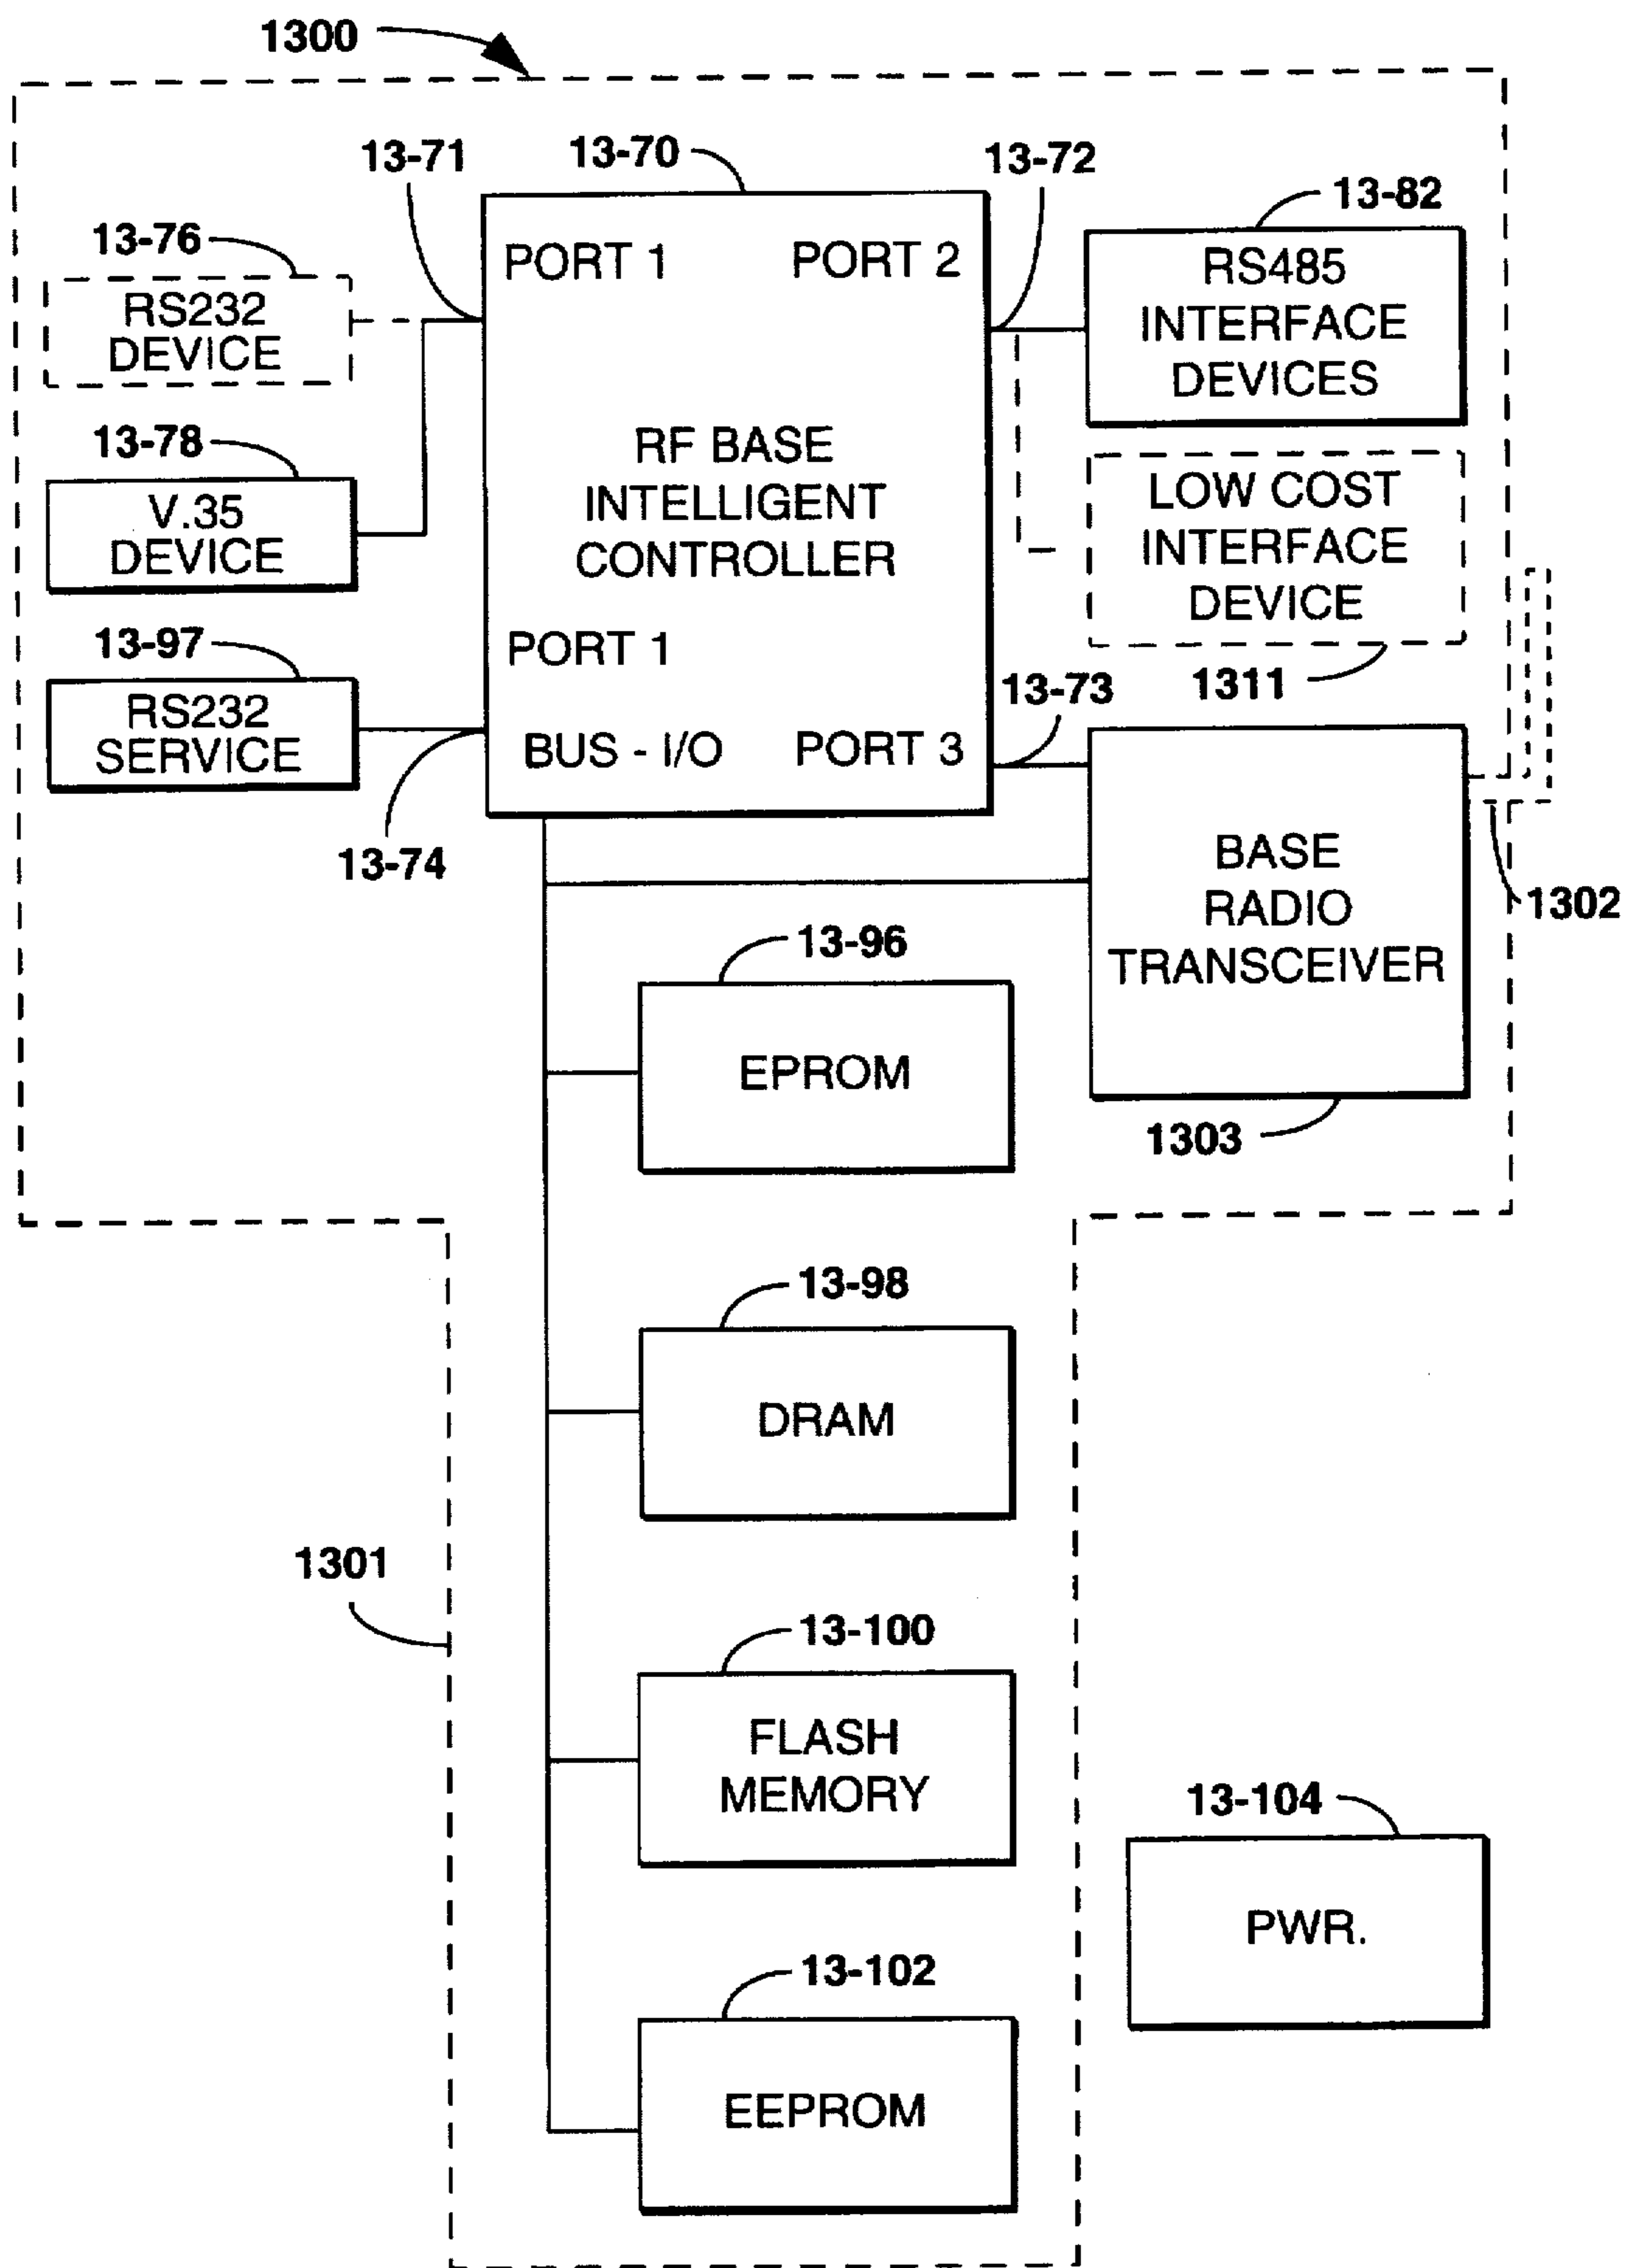 1300
13-71
13-70
13-72
13-82
13-76
PORT 1
PORT 2
RS485
INTERFACE
DEVICES
RS232
DEVICE
13-78
V.35
DEVICE
RF BASE
INTELLIGENT
CONTROLLER
LOW COST
INTERFACE
DEVICE
1311
13-97
RS232
SERVICE
PORT 1
BUS - I/O
PORT 3
13-73
13-74
BASE
RADIO
TRANSCEIVER
1302
1303
13-96
EPROM
13-98
DRAM
1301
13-100
FLASH
MEMORY
13-104
PWR.
13-102
EEPROM